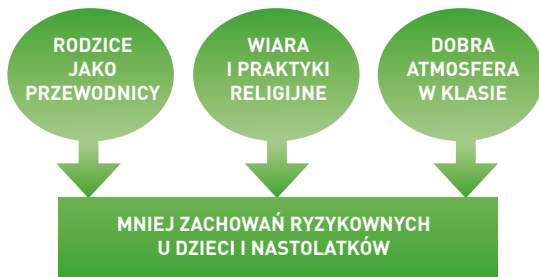 RODZICE
JAKO
PRZEWODNICY
WIARA
I PRAKTYKI
RELIGIJNE
DOBRA
ATMOSFERA
W KLASIE
MNIEJ ZACHOWAŃ RYZYKOWNYCH
U DZIECI I NASTOLATKÓW